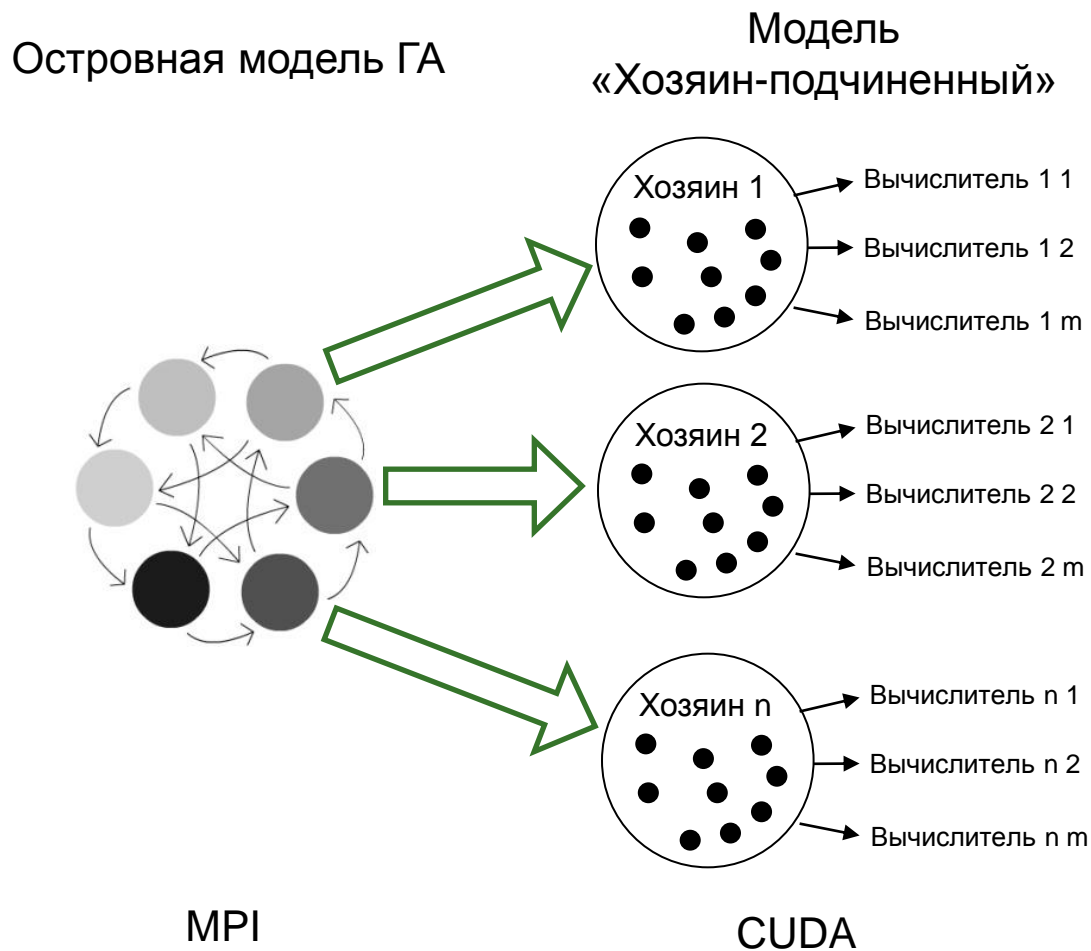 Островная модель ГА
Модель
«Хозяин-подчиненный»
Хозяин 1
Вычислитель 1 1
Вычислитель 1 2
Вычислитель 1 m
Хозяин 2
Вычислитель 2 1
Вычислитель 2 2
Вычислитель 2 m
Хозяин n
Вычислитель n 1
Вычислитель n 2
Вычислитель n m
MPI
CUDA